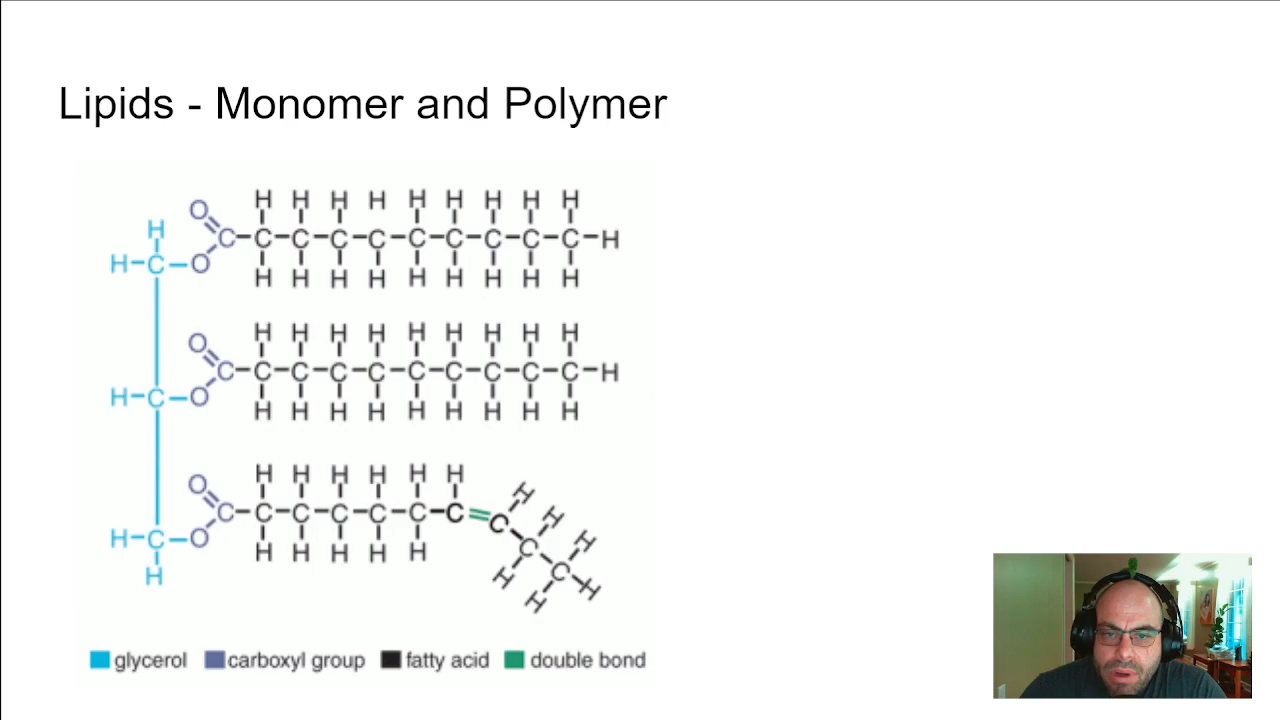 Lipids - Monomer and Polymer
H H H H H H H H H
O
H
C-C-C-C-C-C-C-C-C-C-H
H-C-O
H H H H H H H H H
H H H H H H H H H
O
C-C-C-C-C-C-C-C-C-C-H
H-C-O
H H H H H H H H H
H H H H H H
O H
C-C-C-C-C-C-C=C H
H-C-O C H
H H H H H
C
H H H
H
glycerol carboxyl group fatty acid double bond